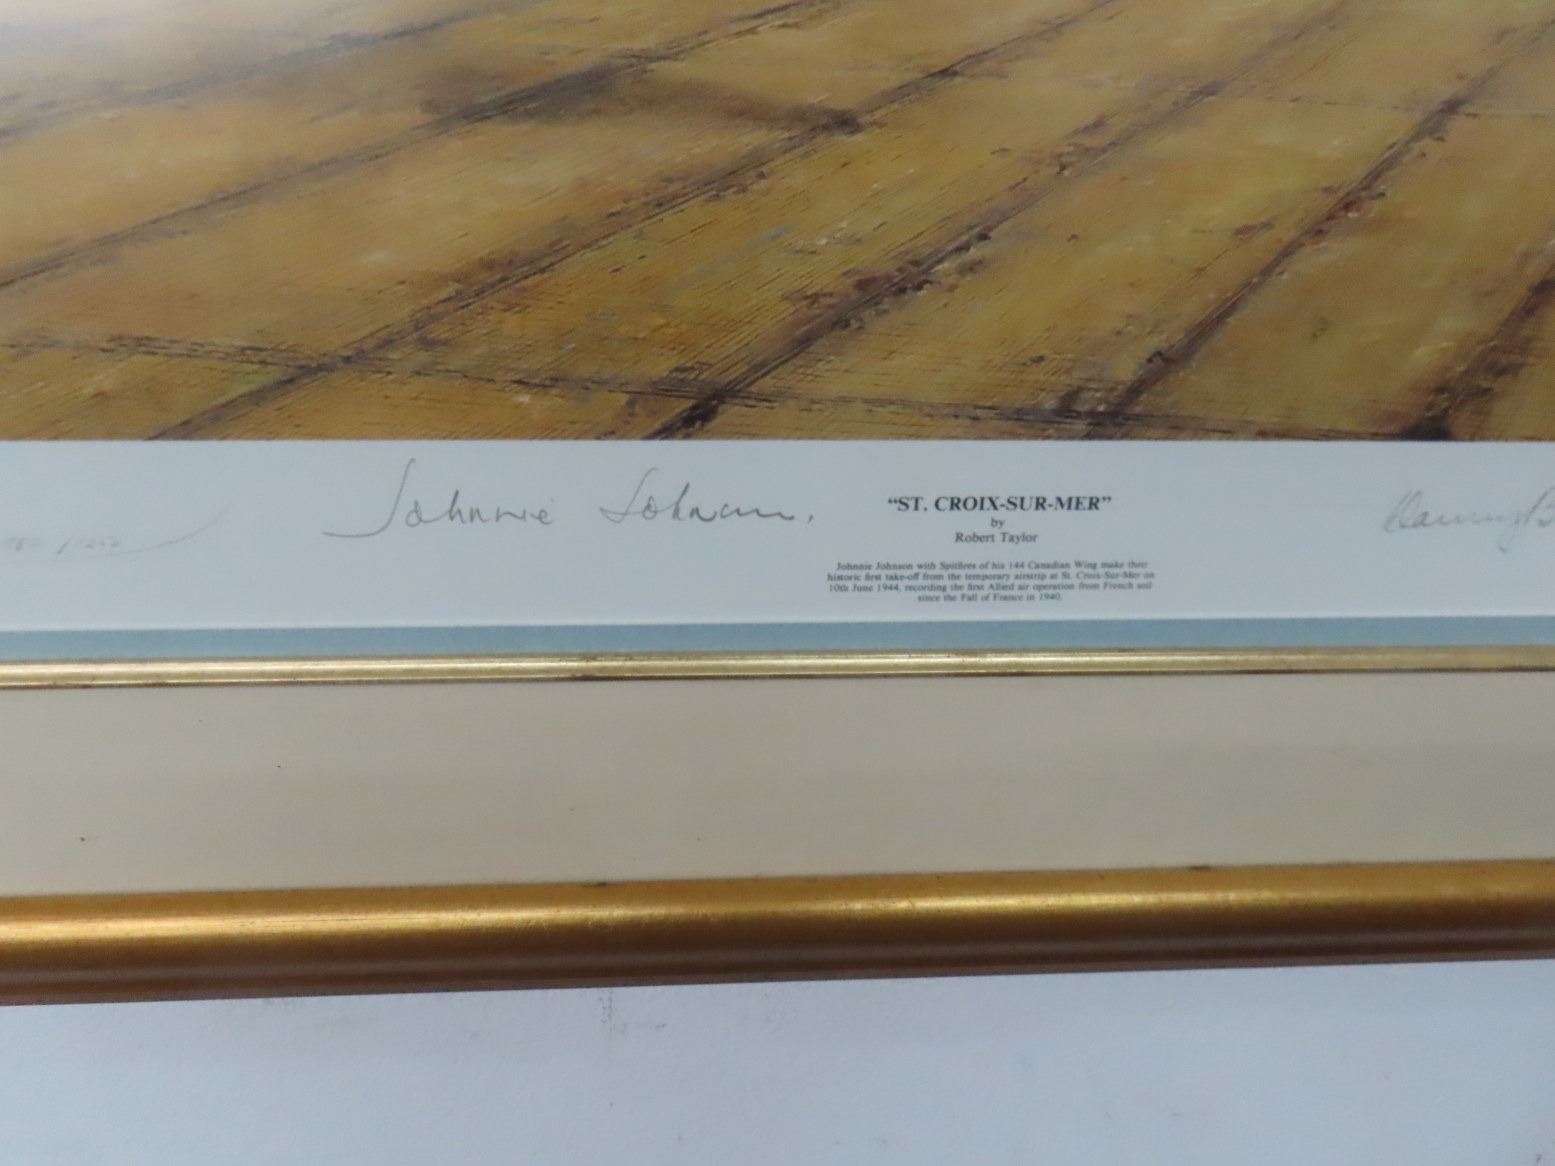 Johnnie Johnson.
“ST. CROIX-SUR-MER”
by
Robert Taylor
Johnnie Johnson with Spitfires of his 144 Canadian Wing make their
historic first take-off from the temporary airstrip at St. Croix-Sur-Mer on
10th June 1944, recording the first Allied air operation from French soil
since the Fall of France in 1940.